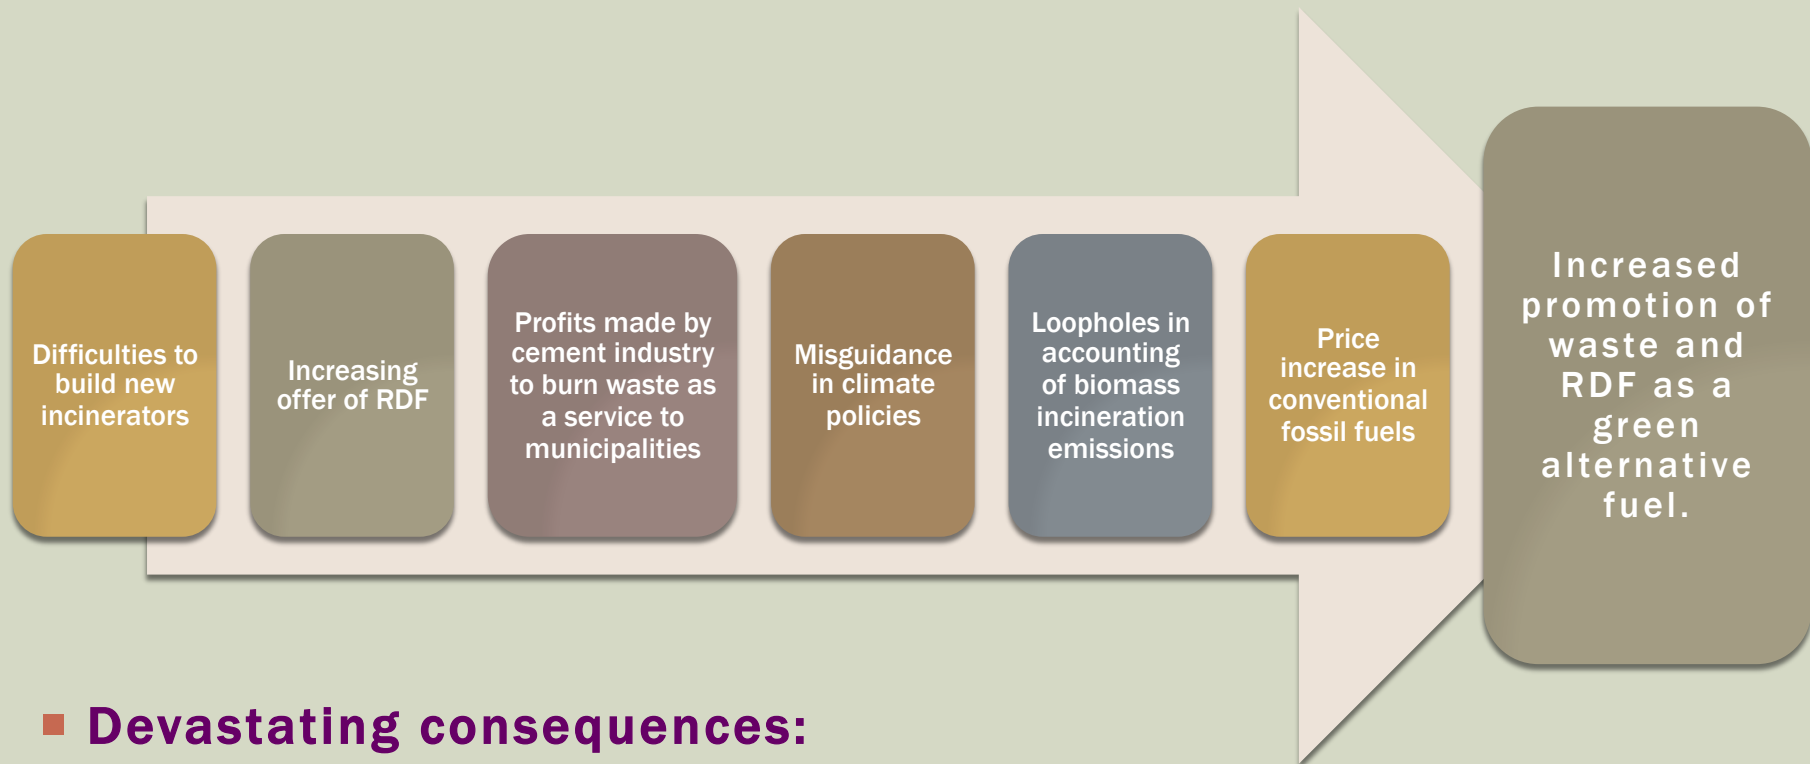 Difficulties to
build new
incinerators
Increasing
offer of RDF
Profits made by
cement industry
to burn waste as
a service to
municipalities
Misguidance
in climate
policies
Loopholes in
accounting
of biomass
incineration
emissions
Price
increase in
conventional
fossil fuels
Increased
promotion of
waste and
RDF as a
green
alternative
fuel.
Devastating consequences: